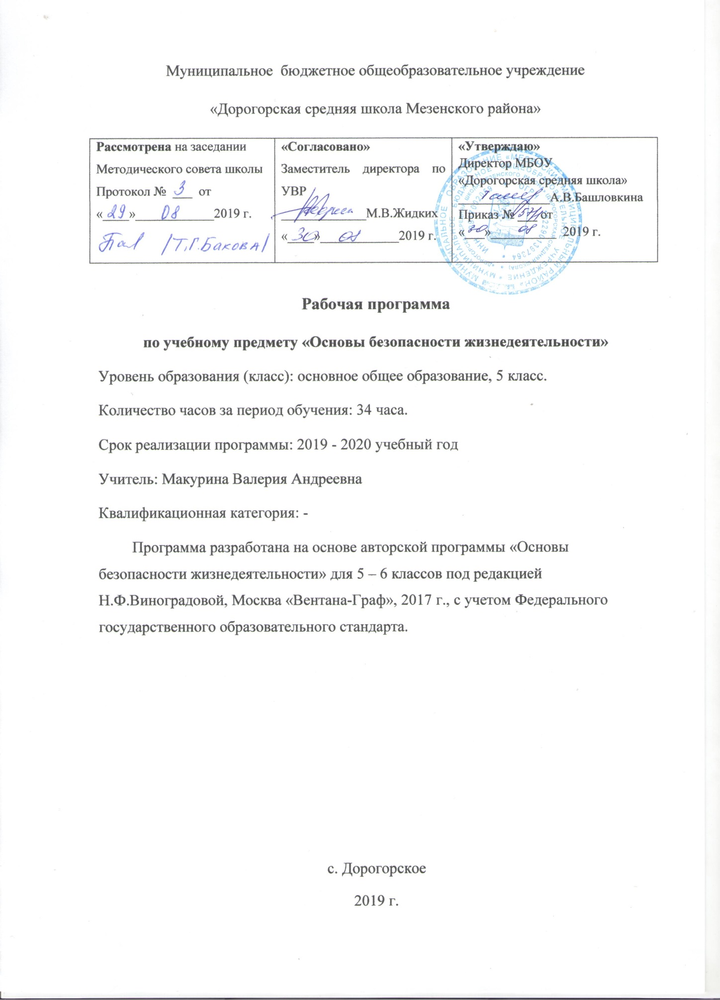 Муниципальное бюджетное общеобразовательное учреждение
«Дорогорская средняя школа Мезенского района»
Рассмотрена на заседании
Методического совета школы
Протокол № 3 от
«29» 08 2019 г.
/Т.Г.Бакова/
«Согласовано»
Заместитель директора по
УВР
М.В.Жидких
«30» 08 2019 г.
«Утверждаю»
Директор МБОУ
«Дорогорская средняя школа»
А.В.Башловкина
Приказ № от
«30» 08 2019 г.
Рабочая программа
по учебному предмету «Основы безопасности жизнедеятельности»
Уровень образования (класс): основное общее образование, 5 класс.
Количество часов за период обучения: 34 часа.
Срок реализации программы: 2019 - 2020 учебный год
Учитель: Макурина Валерия Андреевна
Квалификационная категория: -
Программа разработана на основе авторской программы «Основы
безопасности жизнедеятельности» для 5 – 6 классов под редакцией
Н.Ф.Виноградовой, Москва «Вентана-Граф», 2017 г., с учетом Федерального
государственного образовательного стандарта.
с. Дорогорское
2019 г.